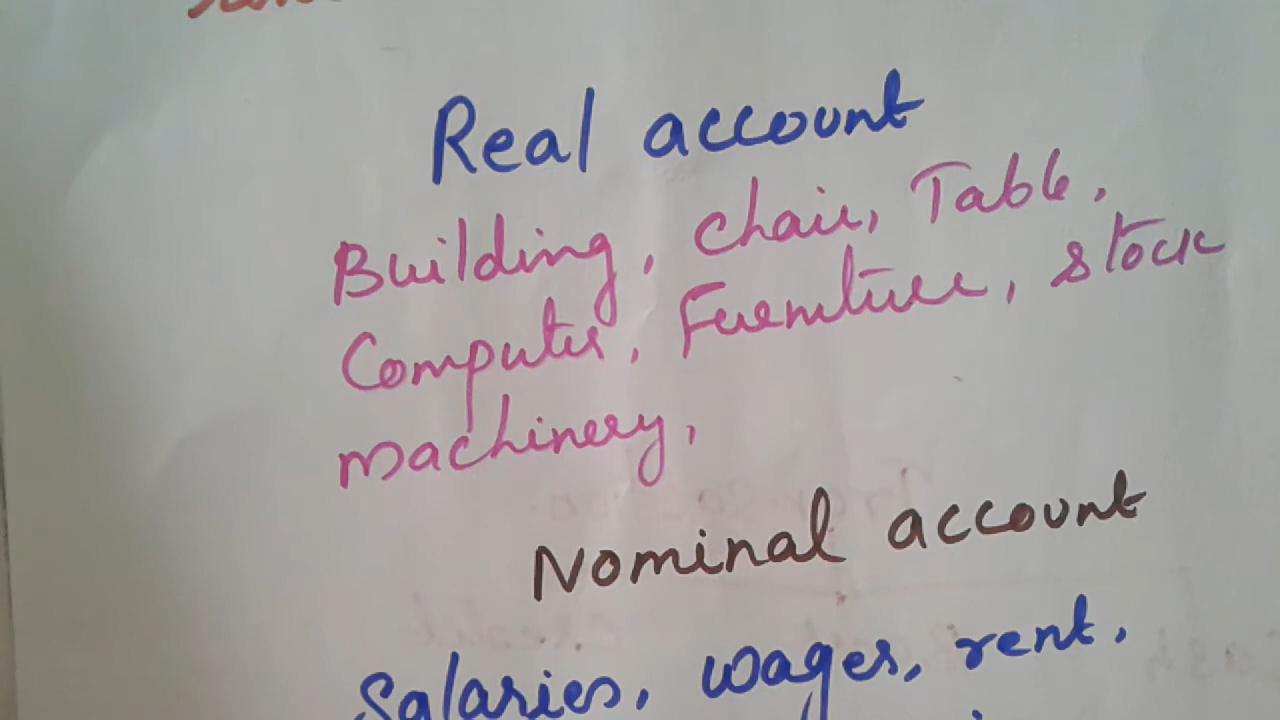 Real account
Building, chair, Table,
Computer, Furniture, stock
machinery,
Nominal account
Salaries, wages, rent,